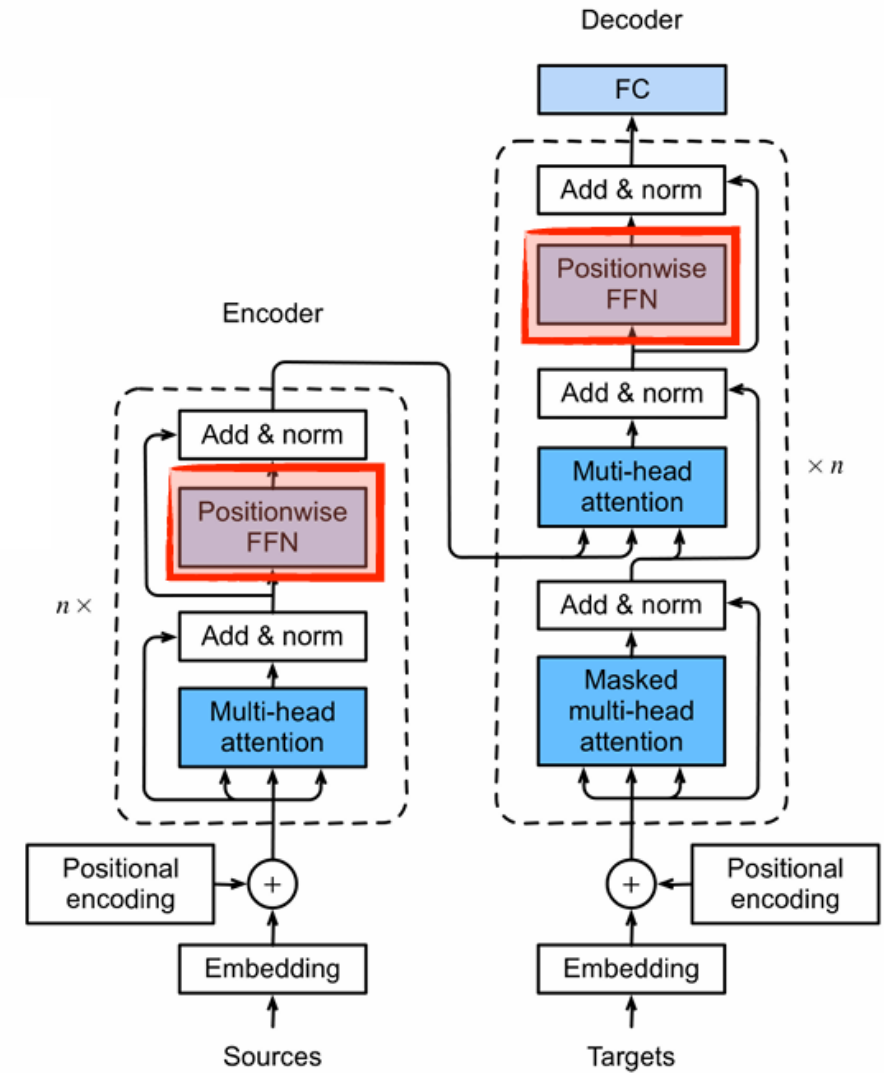 Decoder
FC
Add & norm
Positionwise
FFN
Add & norm
Muti-head
attention
× n
Add & norm
Masked
multi-head
attention
Positional
encoding
+
Embedding
Targets
Encoder
Add & norm
Positionwise
FFN
n ×
Add & norm
Multi-head
attention
Positional
encoding
+
Embedding
Sources